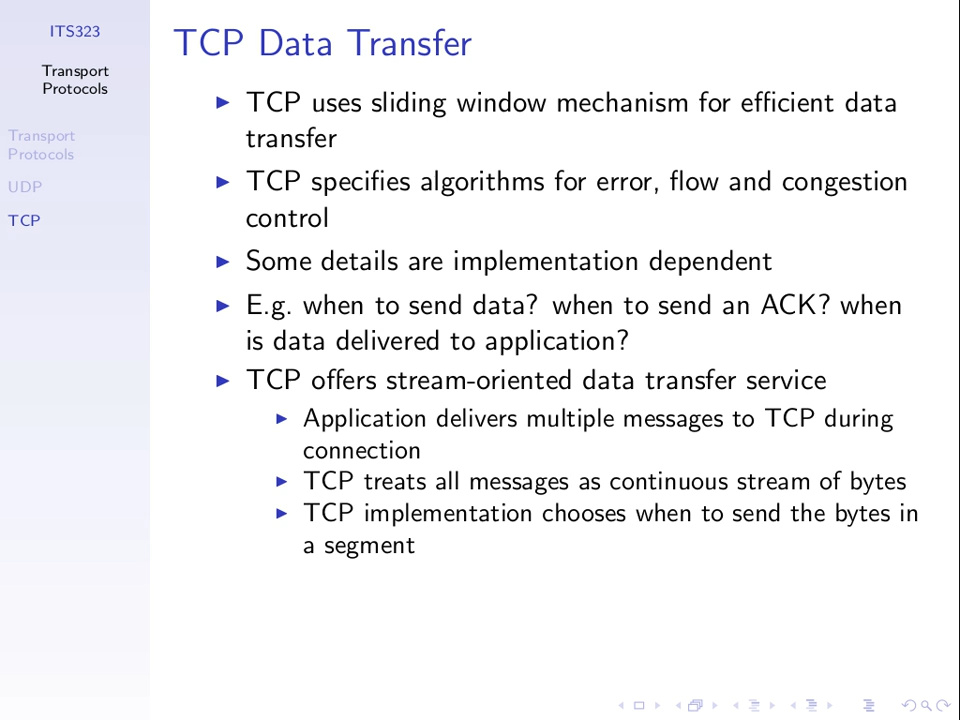 ITS323
Transport
Protocols
Transport
Protocols
UDP
TCP
TCP Data Transfer
TCP uses sliding window mechanism for efficient data
transfer
TCP specifies algorithms for error, flow and congestion
control
Some details are implementation dependent
E.g. when to send data? when to send an ACK? when
is data delivered to application?
TCP offers stream-oriented data transfer service
Application delivers multiple messages to TCP during
connection
TCP treats all messages as continuous stream of bytes
TCP implementation chooses when to send the bytes in
a segment